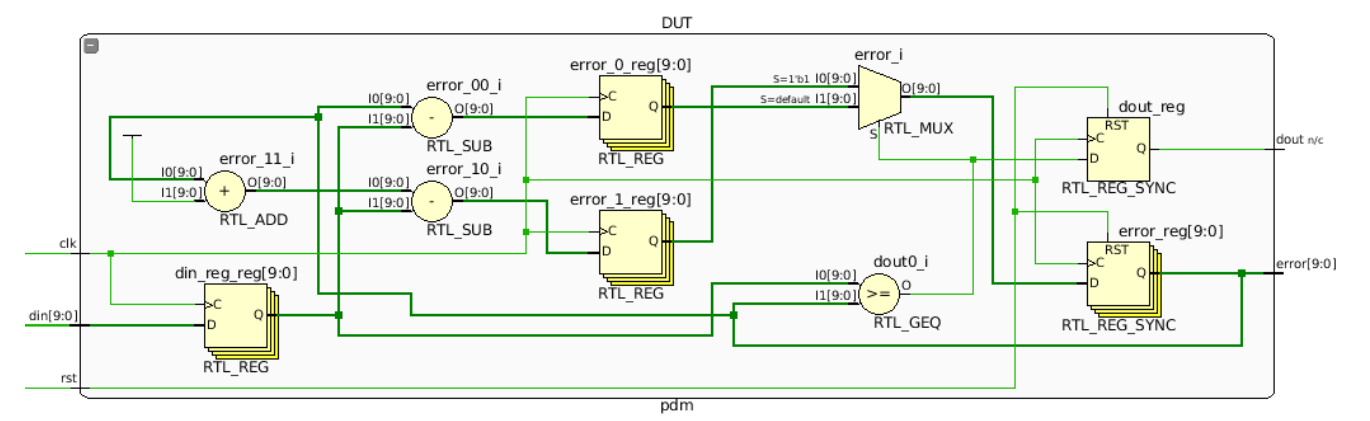 DUT
error_i
error_0_reg[9:0]
S=1'b1 I0[9:0]
error_00_i
C
O[9:0]
I0[9:0]
O[9:0]
Q
S=default I1[9:0]
dout_reg
-
D
RST
I1[9:0]
S
RTL_MUX
C
dout n/c
RTL_SUB
Q
error_11_i
RTL_REG
D
error_10_i
I0[9:0]
I0[9:0]
O[9:0]
RTL_REG_SYNC
+
O[9:0]
I1[9:0]
-
error_1_reg[9:0]
I1[9:0]
RTL_ADD
RTL_SUB
C
error_reg[9:0]
Q
clk
D
RST
dout0_i
C
error[9:0]
din_reg_reg[9:0]
I0[9:0]
Q
RTL_REG
>=
O
D
I1[9:0]
C
din[9:0]
Q
D
RTL_GEQ
RTL_REG_SYNC
RTL_REG
rst
pdm